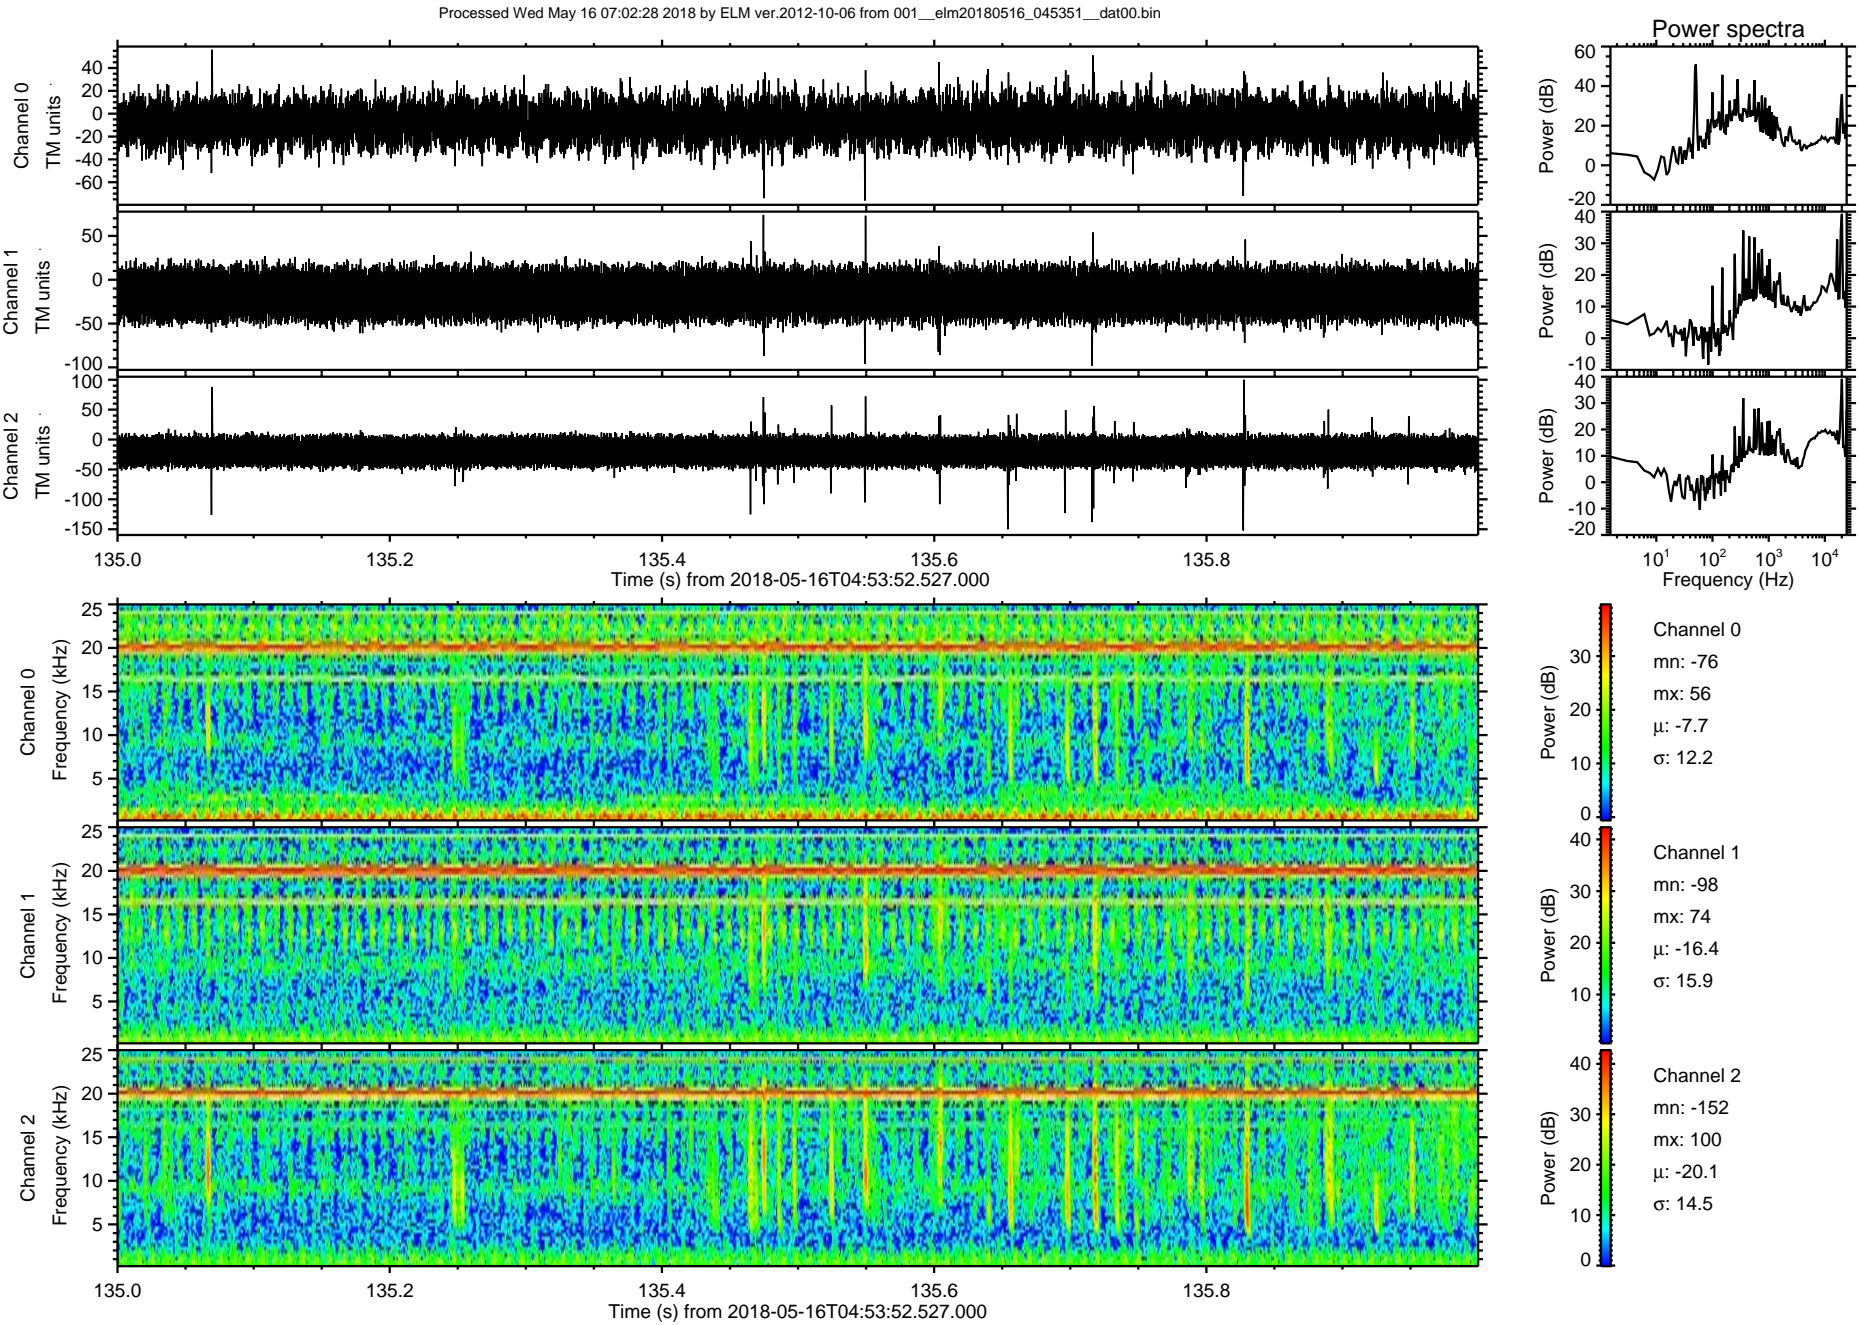 Processed Wed May 16 07:02:28 2018 by ELM ver.2012-10-06 from 001__elm20180516_045351__dat00.bin
Power spectra
Channel 0
TM units
40
20
0
-20
-40
-60
Power (dB)
60
40
20
0
-20
Channel 1
TM units
50
0
-50
-100
Power (dB)
40
30
20
10
0
-10
Channel 2
TM units
100
50
0
-50
-100
-150
Power (dB)
40
30
20
10
0
-10
-20
135.0 135.2 135.4 135.6 135.8
Time (s) from 2018-05-16T04:53:52.527.000
10^1 10^2 10^3 10^4
Frequency (Hz)
Channel 0
Frequency (kHz)
25
20
15
10
5
Power (dB)
30
20
10
0
Channel 0
mn: -76
mx: 56
μ: -7.7
σ: 12.2
Channel 1
Frequency (kHz)
25
20
15
10
5
Power (dB)
40
30
20
10
Channel 1
mn: -98
mx: 74
μ: -16.4
σ: 15.9
Channel 2
Frequency (kHz)
25
20
15
10
5
Power (dB)
40
30
20
10
0
Channel 2
mn: -152
mx: 100
μ: -20.1
σ: 14.5
135.0 135.2 135.4 135.6 135.8
Time (s) from 2018-05-16T04:53:52.527.000